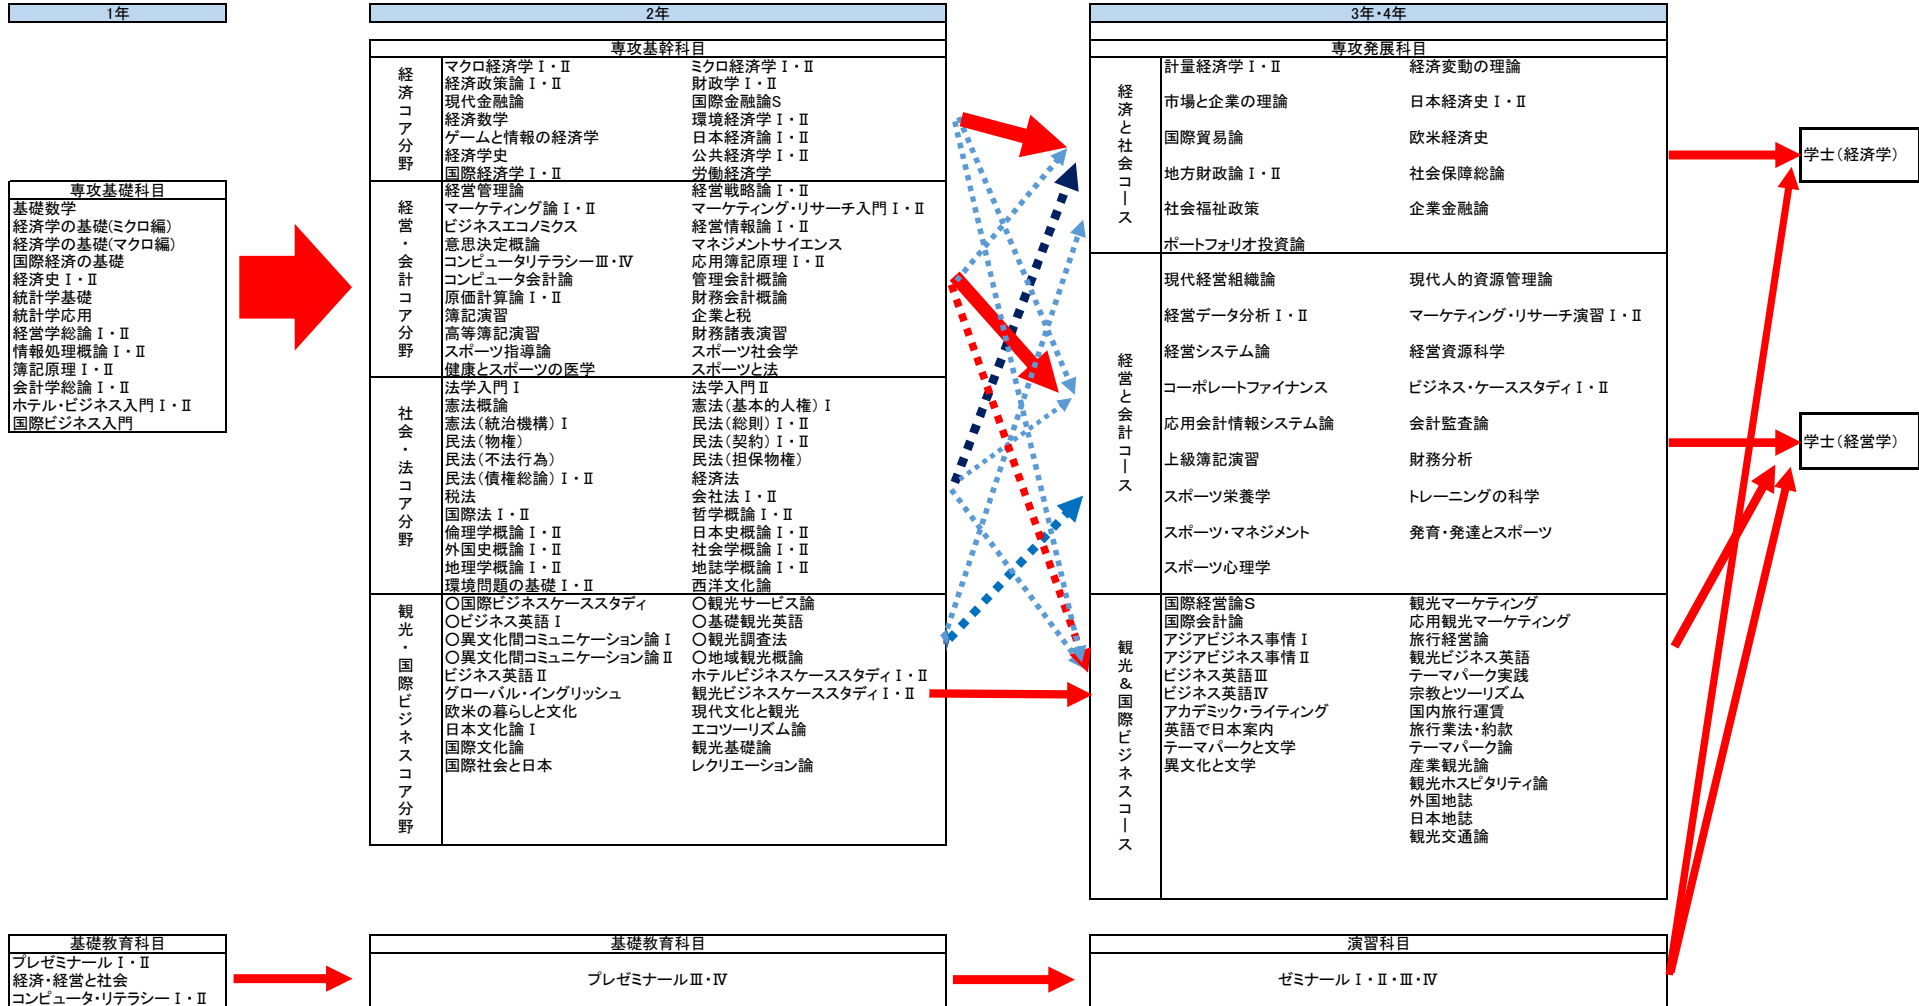 1年
専攻基礎科目
基礎数学
経済学の基礎(ミクロ編)
経済学の基礎(マクロ編)
国際経済の基礎
経済史Ⅰ・Ⅱ
統計学基礎
統計学応用
経営学総論Ⅰ・Ⅱ
情報処理概論Ⅰ・Ⅱ
簿記原理Ⅰ・Ⅱ
会計学総論Ⅰ・Ⅱ
ホテル・ビジネス入門Ⅰ・Ⅱ
国際ビジネス入門
基礎教育科目
プレゼミナールⅠ・Ⅱ
経済・経営と社会
コンピュータ・リテラシーⅠ・Ⅱ
2年
専攻基幹科目
経済コア分野
マクロ経済学Ⅰ・Ⅱ ミクロ経済学Ⅰ・Ⅱ
経済政策論Ⅰ・Ⅱ 財政学Ⅰ・Ⅱ
現代金融論 国際金融論S
経済数学 環境経済学Ⅰ・Ⅱ
ゲームと情報の経済学 日本経済論Ⅰ・Ⅱ
経済学史 公共経済学Ⅰ・Ⅱ
国際経済学Ⅰ・Ⅱ 労働経済学
経営・会計コア分野
経営管理論 経営戦略論Ⅰ・Ⅱ
マーケティング論Ⅰ・Ⅱ マーケティング・リサーチ入門Ⅰ・Ⅱ
ビジネスエコノミクス 経営情報論Ⅰ・Ⅱ
意思決定概論 マネジメントサイエンス
コンピュータリテラシーⅢ・Ⅳ 応用簿記原理Ⅰ・Ⅱ
コンピュータ会計論 管理会計概論
原価計算論Ⅰ・Ⅱ 財務会計概論
簿記演習 企業と税
高等簿記演習 財務諸表演習
スポーツ指導論 スポーツ社会学
健康とスポーツの医学 スポーツと法
社会・法コア分野
法学入門Ⅰ 法学入門Ⅱ
憲法概論 憲法(基本的人権)Ⅰ
憲法(統治機構)Ⅰ 民法(総則)Ⅰ・Ⅱ
民法(物権) 民法(契約)Ⅰ・Ⅱ
民法(不法行為) 民法(担保物権)
民法(債権総論)Ⅰ・Ⅱ 経済法
税法 会社法Ⅰ・Ⅱ
国際法Ⅰ・Ⅱ 哲学概論Ⅰ・Ⅱ
倫理学概論Ⅰ・Ⅱ 日本史概論Ⅰ・Ⅱ
外国史概論Ⅰ・Ⅱ 社会学概論Ⅰ・Ⅱ
地理学概論Ⅰ・Ⅱ 地誌学概論Ⅰ・Ⅱ
環境問題の基礎Ⅰ・Ⅱ 西洋文化論
観光・国際ビジネスコア分野
〇国際ビジネスケーススタディ 〇観光サービス論
〇ビジネス英語Ⅰ 〇基礎観光英語
〇異文化間コミュニケーション論Ⅰ 〇観光調査法
〇異文化間コミュニケーション論Ⅱ 〇地域観光概論
ビジネス英語Ⅱ ホテルビジネスケーススタディⅠ・Ⅱ
グローバル・イングリッシュ 観光ビジネスケーススタディⅠ・Ⅱ
欧米の暮らしと文化 現代文化と観光
日本文化論Ⅰ エコツーリズム論
国際文化論 観光基礎論
国際社会と日本 レクリエーション論
基礎教育科目
プレゼミナールⅢ・Ⅳ
3年・4年
専攻発展科目
経済と社会コース
計量経済学Ⅰ・Ⅱ 経済変動の理論
市場と企業の理論 日本経済史Ⅰ・Ⅱ
国際貿易論 欧米経済史
地方財政論Ⅰ・Ⅱ 社会保障総論
社会福祉政策 企業金融論
ポートフォリオ投資論
経営と会計コース
現代経営組織論 現代人的資源管理論
経営データ分析Ⅰ・Ⅱ マーケティング・リサーチ演習Ⅰ・Ⅱ
経営システム論 経営資源科学
コーポレートファイナンス ビジネス・ケーススタディⅠ・Ⅱ
応用会計情報システム論 会計監査論
上級簿記演習 財務分析
スポーツ栄養学 トレーニングの科学
スポーツ・マネジメント 発育・発達とスポーツ
スポーツ心理学
観光&国際ビジネスコース
国際経営論S 観光マーケティング
国際会計論 応用観光マーケティング
アジアビジネス事情Ⅰ 旅行経営論
アジアビジネス事情Ⅱ 観光ビジネス英語
ビジネス英語Ⅲ テーマパーク実践
ビジネス英語Ⅳ 宗教とツーリズム
アカデミック・ライティング 国内旅行運賃
英語で日本案内 旅行業法・約款
テーマパークと文学 テーマパーク論
異文化と文学 産業観光論
観光ホスピタリティ論
外国地誌
日本地誌
観光交通論
演習科目
ゼミナールⅠ・Ⅱ・Ⅲ・Ⅳ
学士(経済学)
学士(経営学)